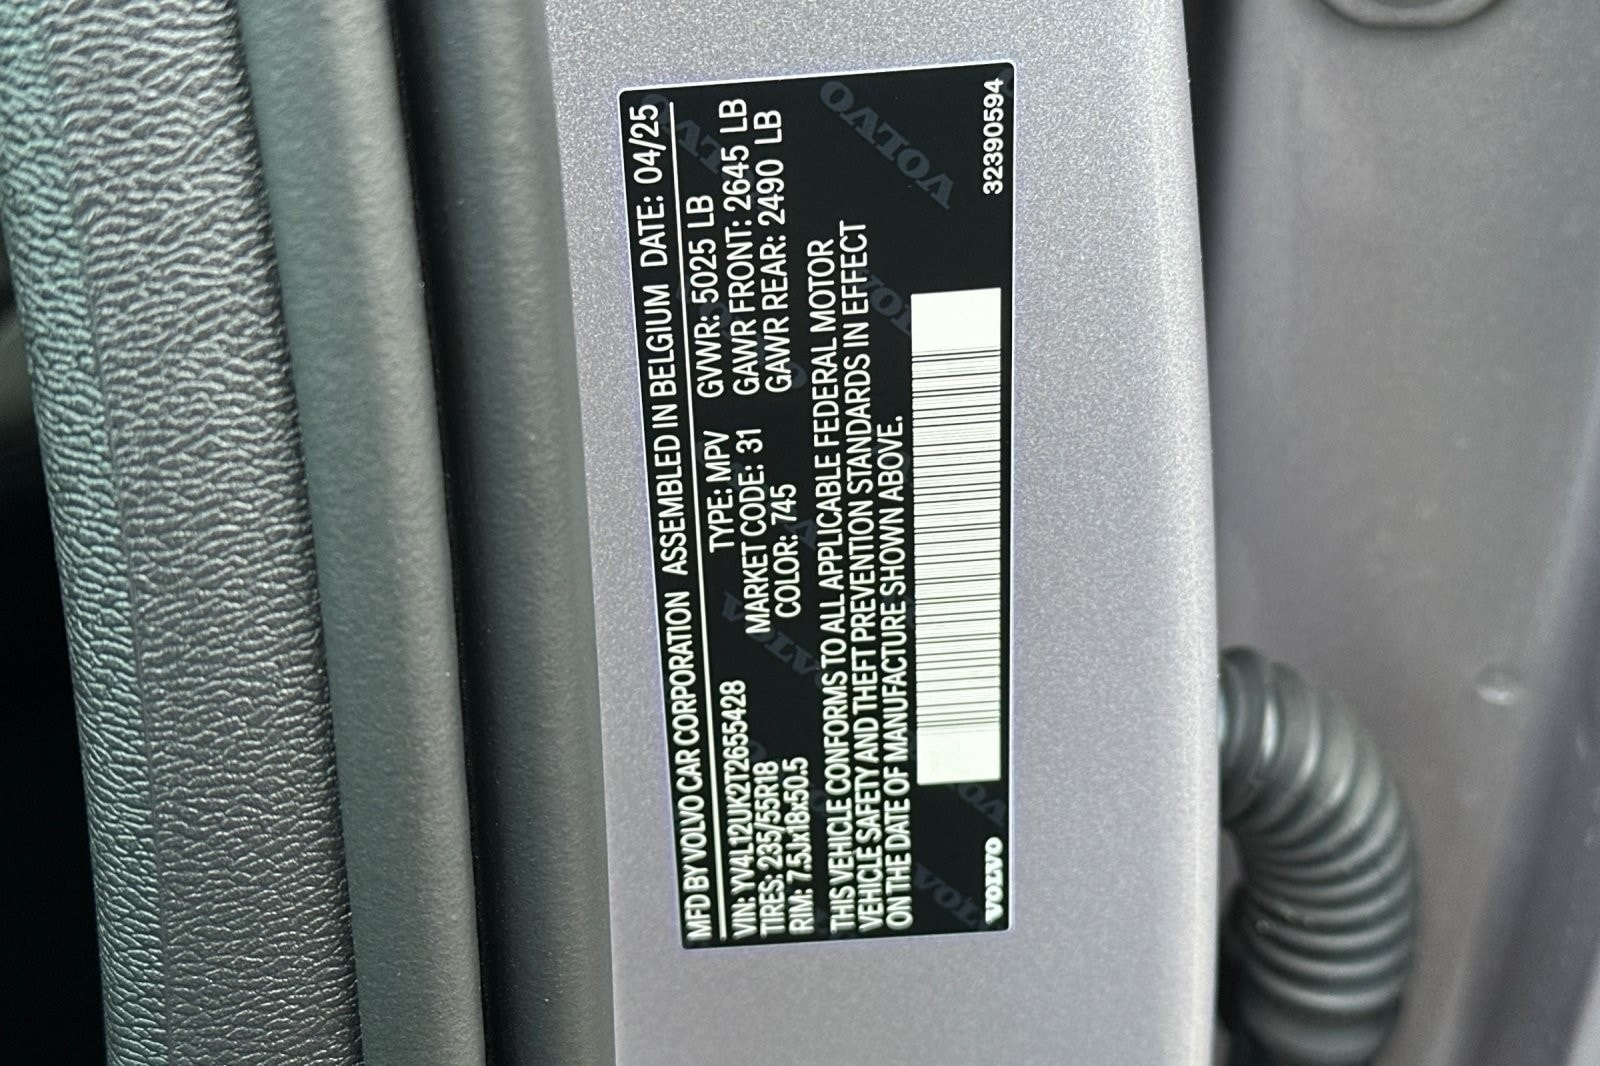 MFD BY VOLVO CAR CORPORATION ASSEMBLED IN BELGIUM DATE: 04/25
VIN: YV4L12UK2T2655428 TYPE: MPV GVWR: 5025 LB
TIRES: 235/55R18 MARKET CODE: 31 GAWR FRONT: 2645 LB
RIM: 7.5Jx18x50.5 COLOR: 745 GAWR REAR: 2490 LB
THIS VEHICLE CONFORMS TO ALL APPLICABLE FEDERAL MOTOR
VEHICLE SAFETY AND THEFT PREVENTION STANDARDS IN EFFECT
ON THE DATE OF MANUFACTURE SHOWN ABOVE.
VOLVO 32390594